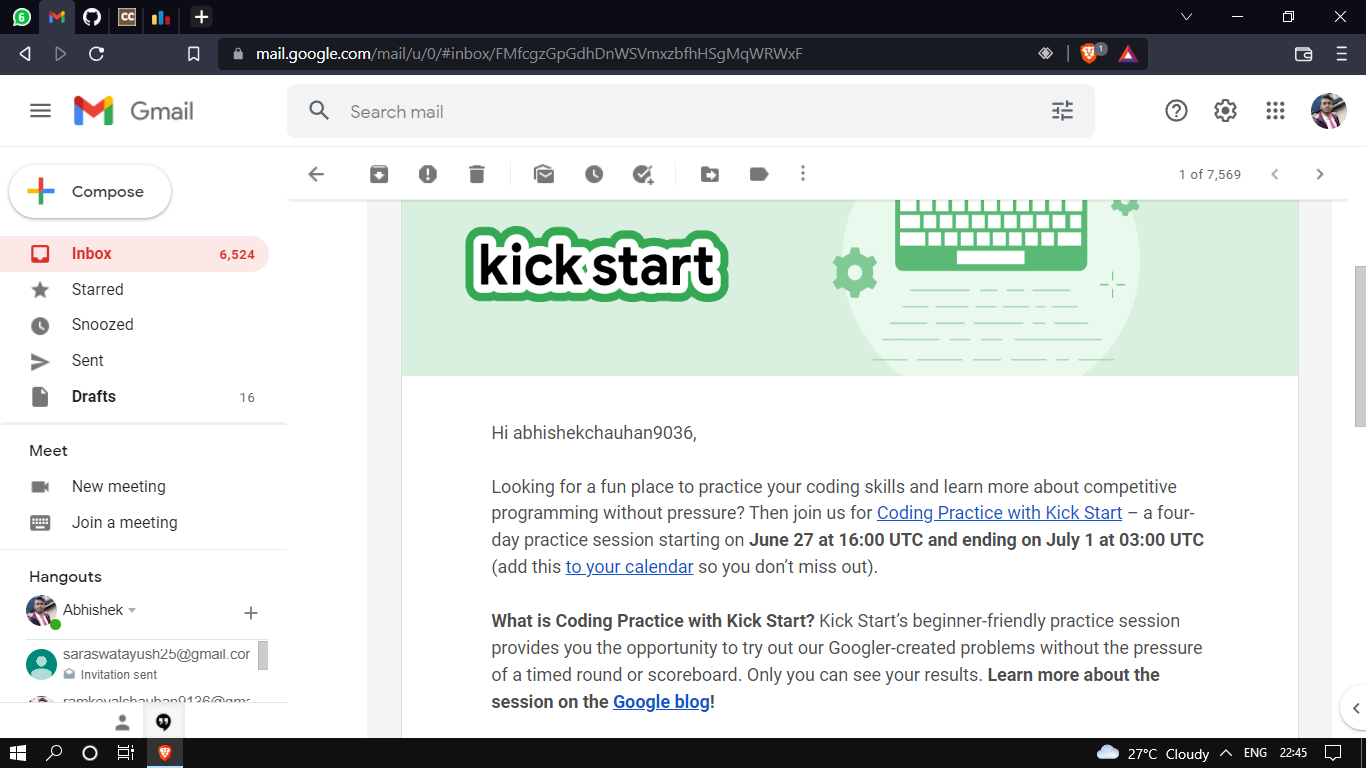 6
CC
mail.google.com/mail/u/0/#inbox/FMfcgzGpGdhDnWSVmxzbfhHSgMqWRWxF
1
Gmail
Search mail
Compose
1 of 7,569
Inbox 6,524
Starred
Snoozed
Sent
Drafts 16
Meet
New meeting
Join a meeting
Hangouts
Abhishek
saraswatayush25@gmail.cor
Invitation sent
kick start
Hi abhishekchauhan9036,
Looking for a fun place to practice your coding skills and learn more about competitive
programming without pressure? Then join us for Coding Practice with Kick Start – a four-
day practice session starting on June 27 at 16:00 UTC and ending on July 1 at 03:00 UTC
(add this to your calendar so you don’t miss out).
What is Coding Practice with Kick Start? Kick Start’s beginner-friendly practice session
provides you the opportunity to try out our Googler-created problems without the pressure
of a timed round or scoreboard. Only you can see your results. Learn more about the
session on the Google blog!
27°C Cloudy ENG 22:45